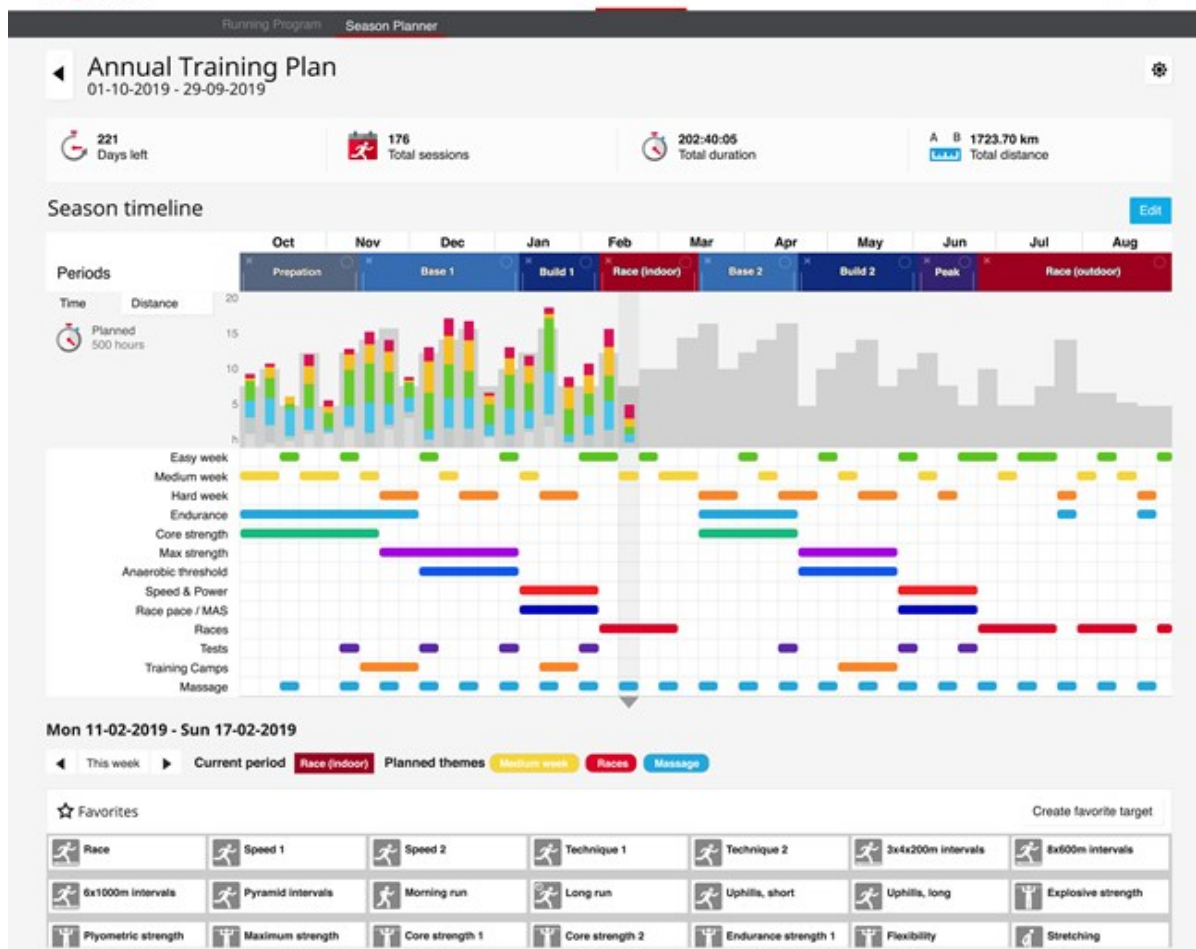 Running Program Season Planner
Annual Training Plan
01-10-2019 - 29-09-2019
221
Days left
176
Total sessions
202:40:05
Total duration
A B 1723.70 km
Total distance
Season timeline
Edit
Oct Nov Dec Jan Feb Mar Apr May Jun Jul Aug
Periods
Prepation Base 1 Build 1 Race (indoor) Base 2 Build 2 Peak Race (outdoor)
Time Distance
Planned
500 hours
20
15
10
5
h
Easy week
Medium week
Hard week
Endurance
Core strength
Max strength
Anaerobic threshold
Speed & Power
Race pace / MAS
Races
Tests
Training Camps
Massage
Mon 11-02-2019 - Sun 17-02-2019
This week Current period Race (indoor) Planned themes Medium week Races Massage
Favorites Create favorite target
Race Speed 1 Speed 2 Technique 1 Technique 2 3x4x200m intervals 8x600m intervals
6x1000m intervals Pyramid intervals Morning run Long run Uphills, short Uphills, long Explosive strength
Plyometric strength Maximum strength Core strength 1 Core strength 2 Endurance strength 1 Flexibility Stretching